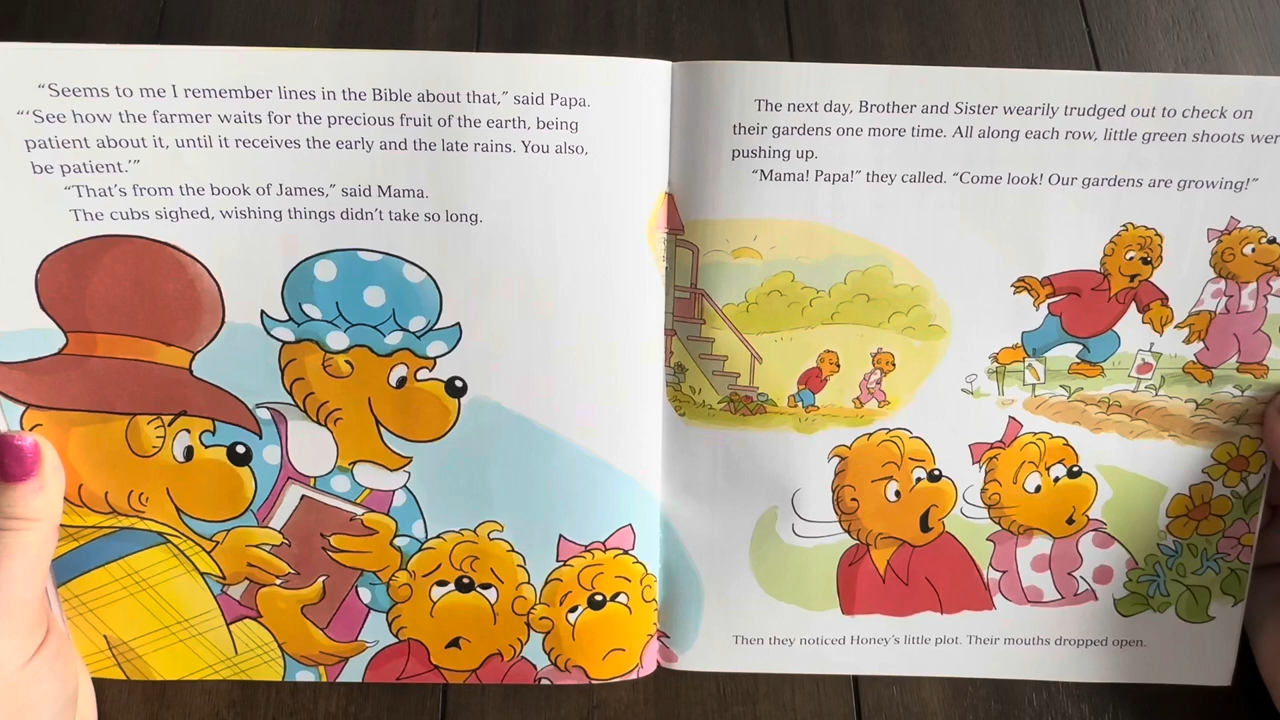 “Seems to me I remember lines in the Bible about that,” said Papa.
“‘See how the farmer waits for the precious fruit of the earth, being
patient about it, until it receives the early and the late rains. You also,
be patient.’”
“That’s from the book of James,” said Mama.
The cubs sighed, wishing things didn’t take so long.
The next day, Brother and Sister wearily trudged out to check on
their gardens one more time. All along each row, little green shoots wer
pushing up.
“Mama! Papa!” they called. “Come look! Our gardens are growing!”
Then they noticed Honey’s little plot. Their mouths dropped open.